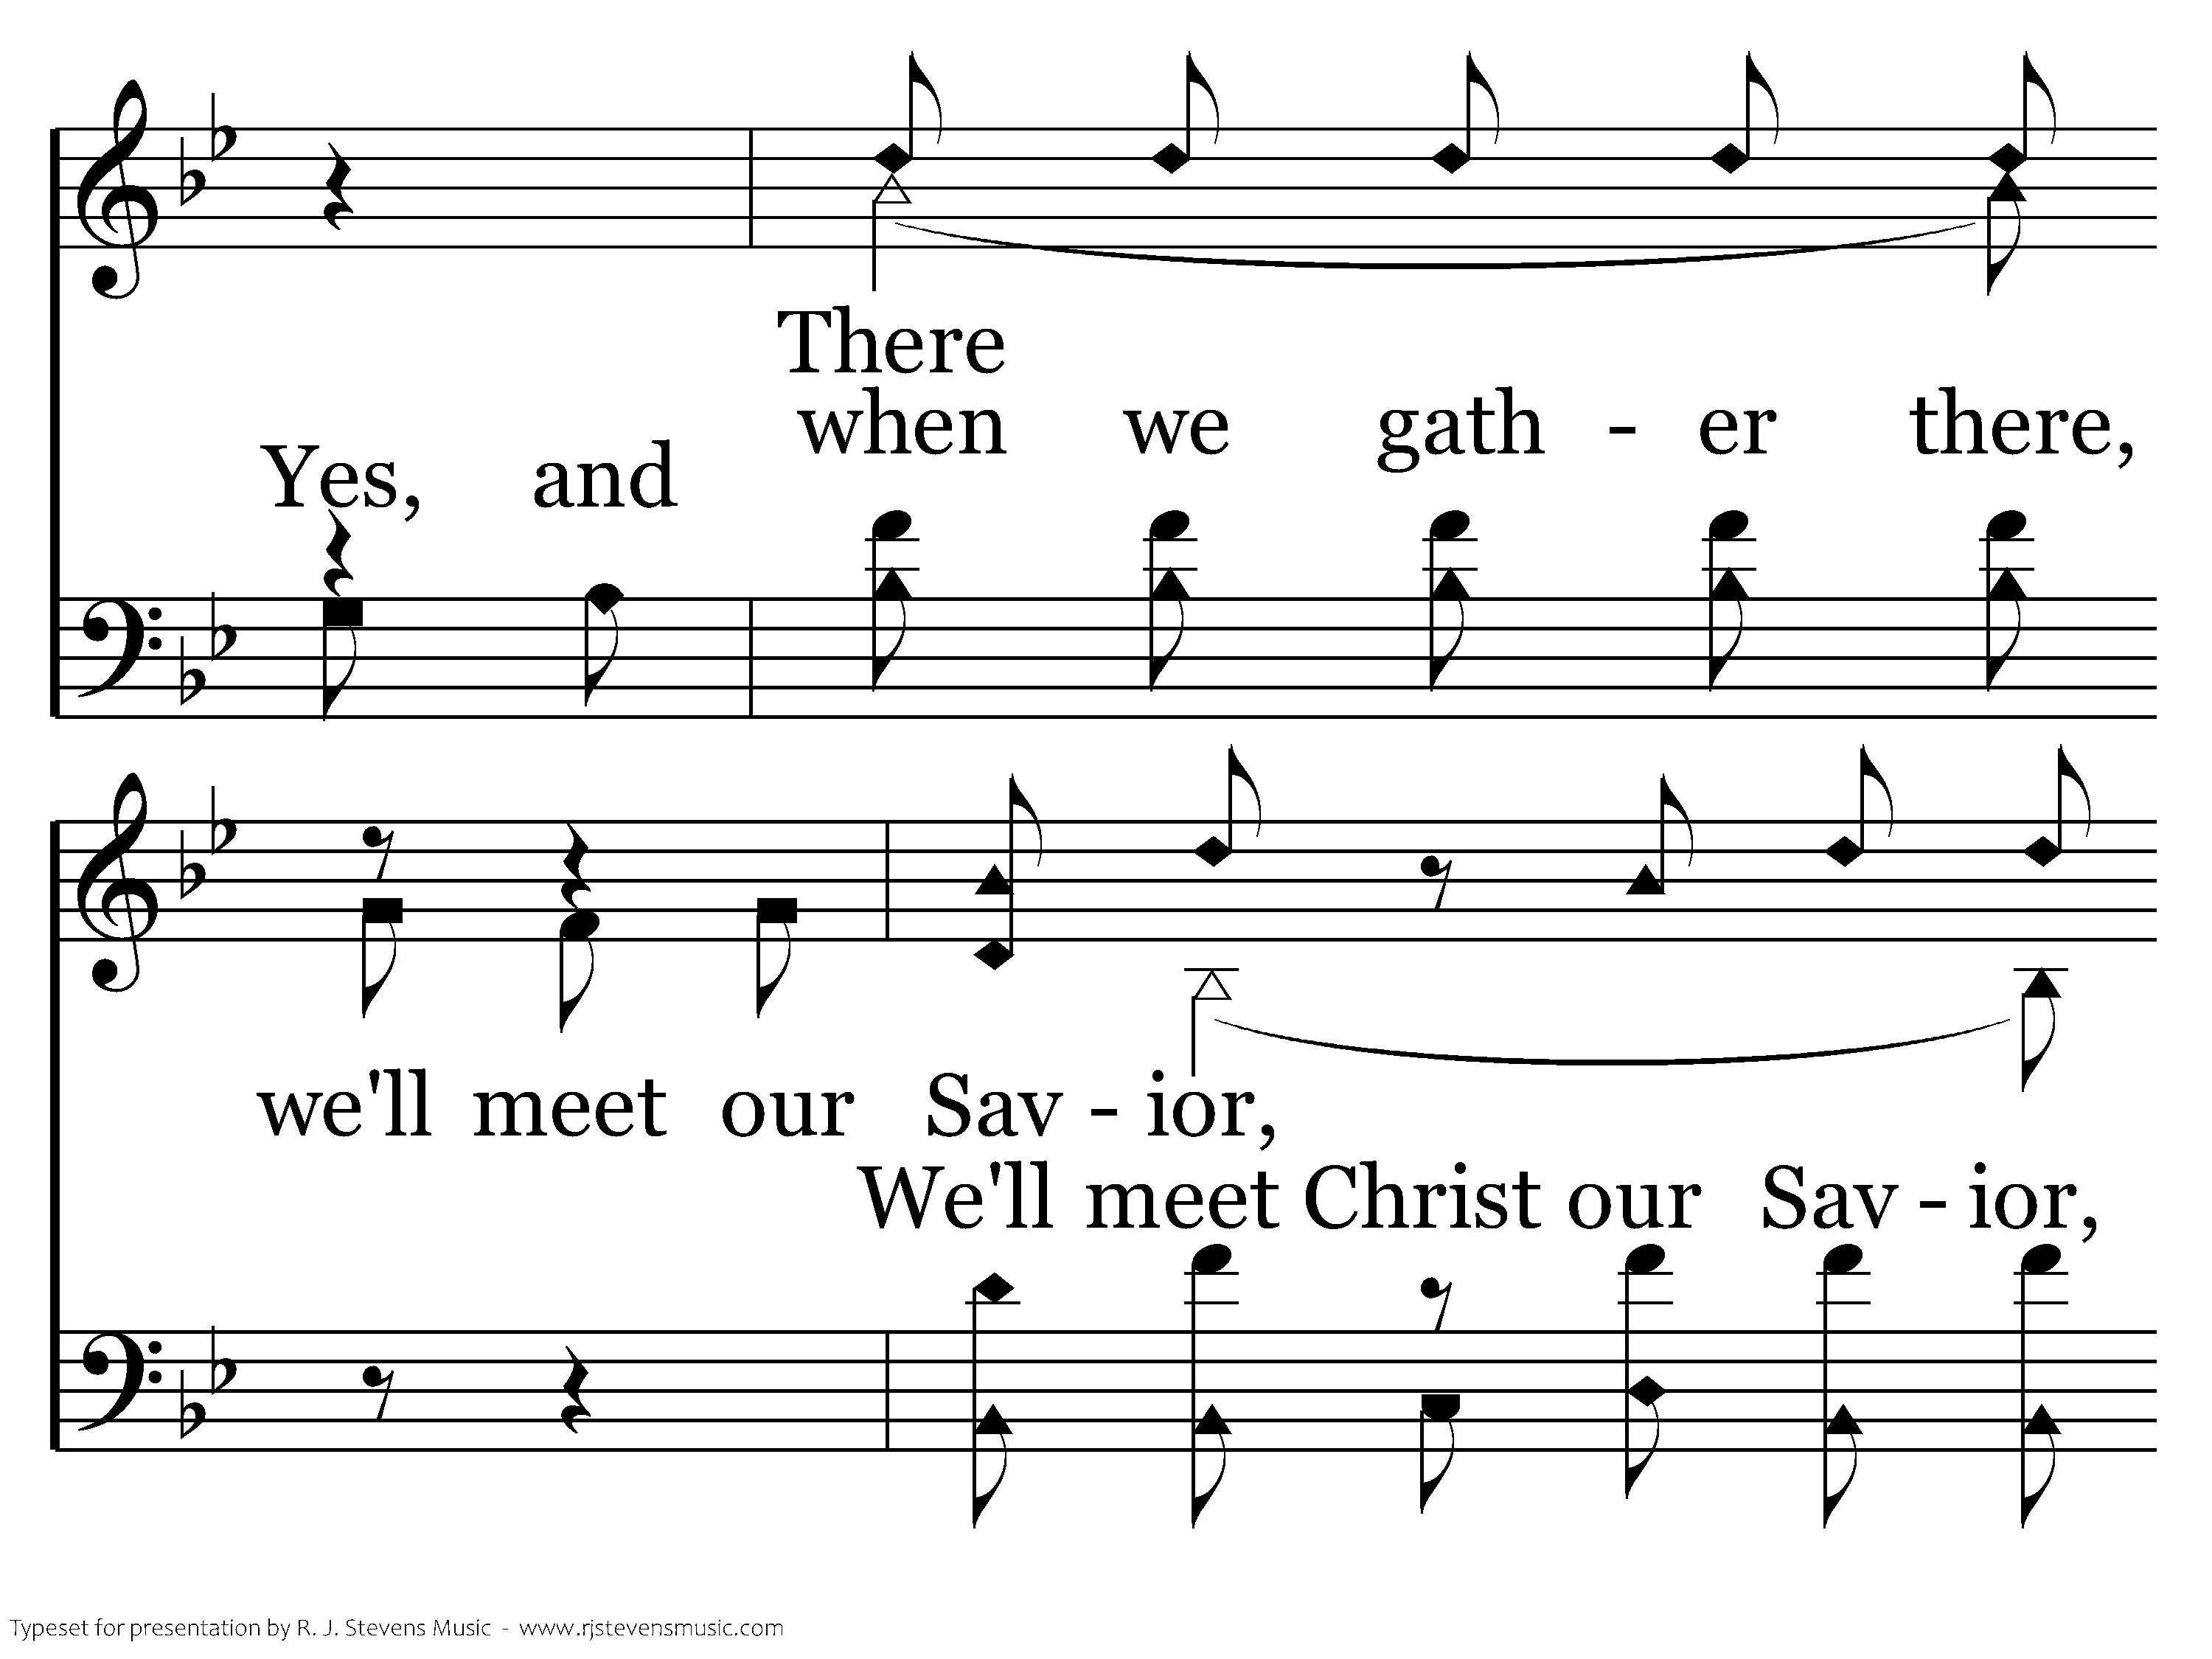 There
when we gath - er there,
Yes, and
we'll meet our Sav - ior,
We'll meet Christ our Sav - ior,
Typeset for presentation by R. J. Stevens Music - www.rjstevensmusic.com